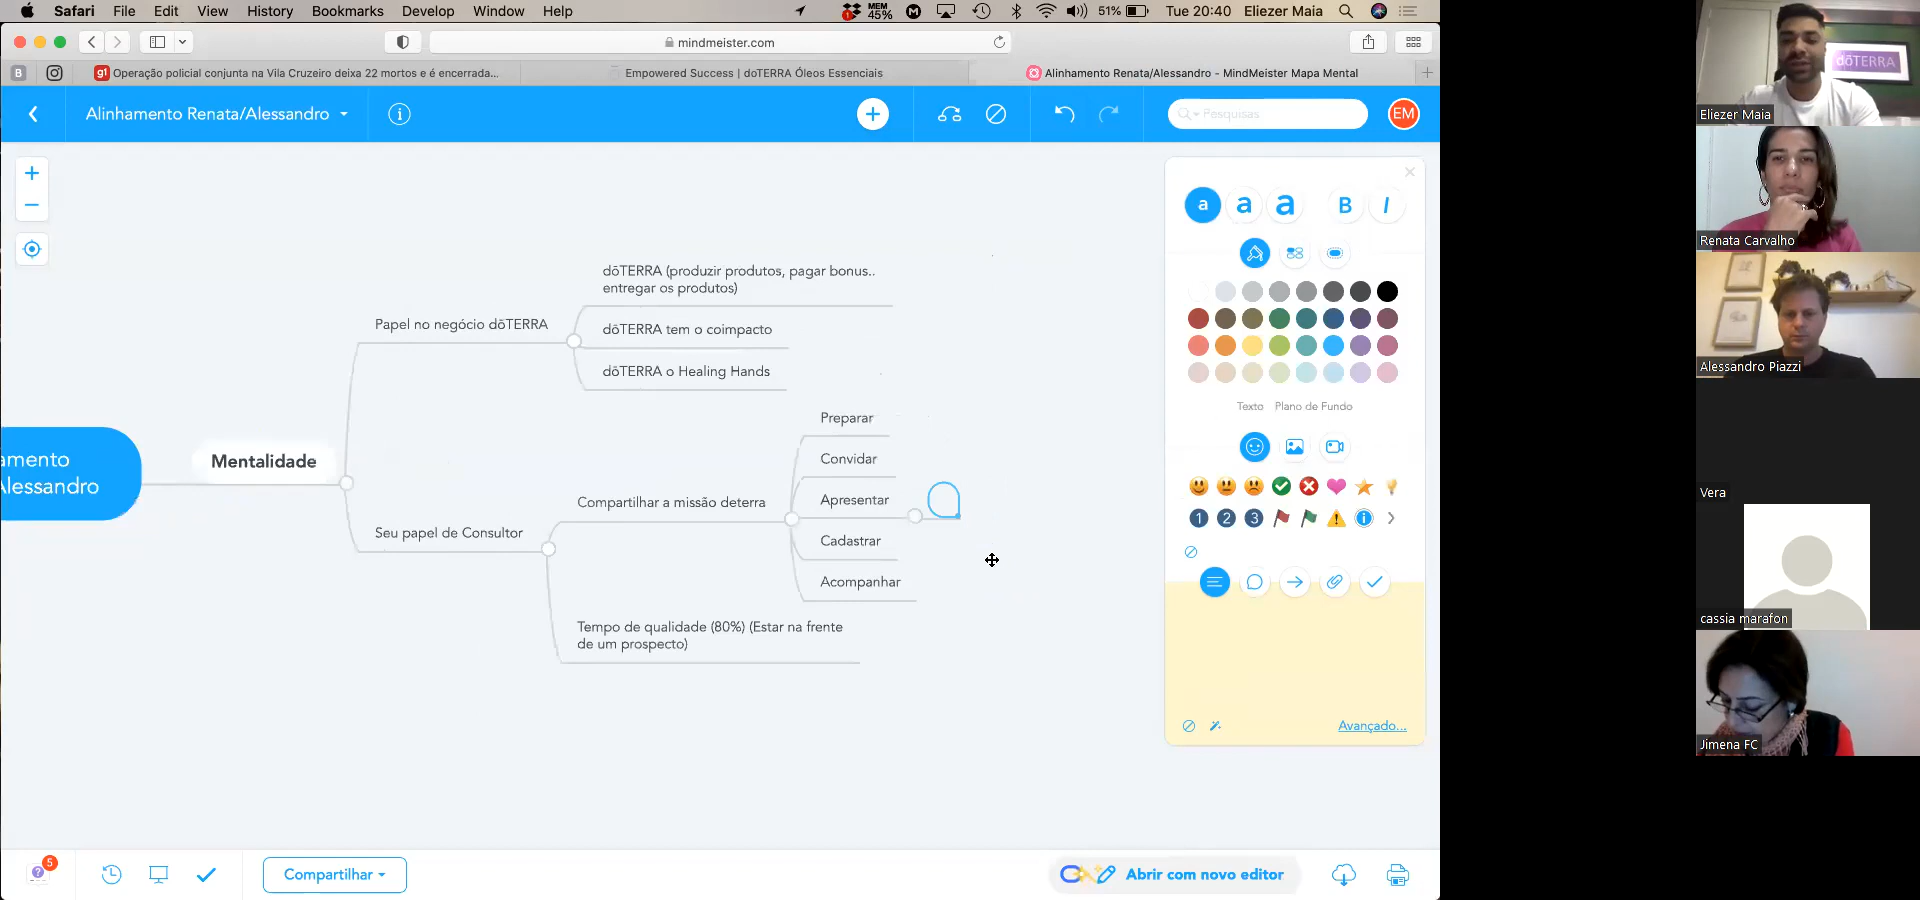 Safari File Edit View History Bookmarks Develop Window Help
MEM
45%
51%
Tue 20:40
Eliezer Maia
mindmeister.com
B
g1 Operação policial conjunta na Vila Cruzeiro deixa 22 mortos e é encerrada...
Empowered Success | doTERRA Óleos Essenciais
Alinhamento Renata/Alessandro - MindMeister Mapa Mental
Alinhamento Renata/Alessandro
Pesquisas
EM
a a a B I
Texto Plano de Fundo
1 2 3
Avançado...
dōTERRA (produzir produtos, pagar bonus..
entregar os produtos)
Papel no negócio dōTERRA
dōTERRA tem o coimpacto
dōTERRA o Healing Hands
Preparar
Convidar
amento
Alessandro
Mentalidade
Compartilhar a missão deterra
Apresentar
Seu papel de Consultor
Cadastrar
Acompanhar
Tempo de qualidade (80%) (Estar na frente
de um prospecto)
5
Compartilhar
Abrir com novo editor
dōTERRA
Eliezer Maia
Renata Carvalho
Alessandro Piazzi
Vera
cassia marafon
Jimena FC